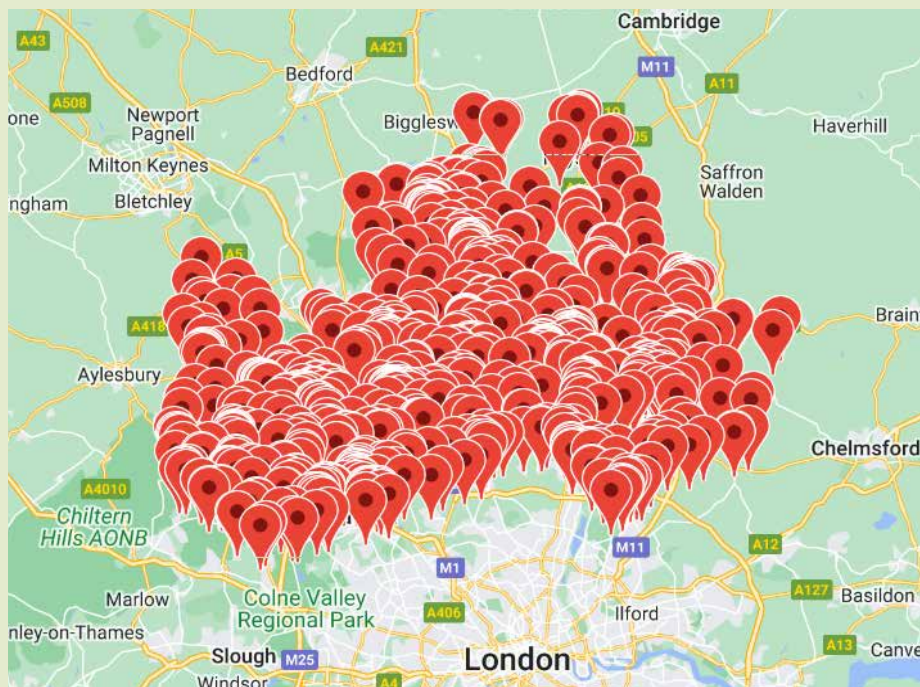 Cambridge
A43
A421
M11
A11
Bedford
A508
one
Newport
Pagnell
Bigglesw
Haverhill
Milton Keynes
Saffron
Walden
Bletchley
ngham
A5
A418
Braint
Aylesbury
Chelmsford
A4010
Chiltern
Hills AONB
M11
A12
M1
Marlow
Colne Valley
Regional Park
A406
Ilford
A127
Basildon
nley-on-Thames
A13
Slough
M25
London
Canve
Windsor
A4